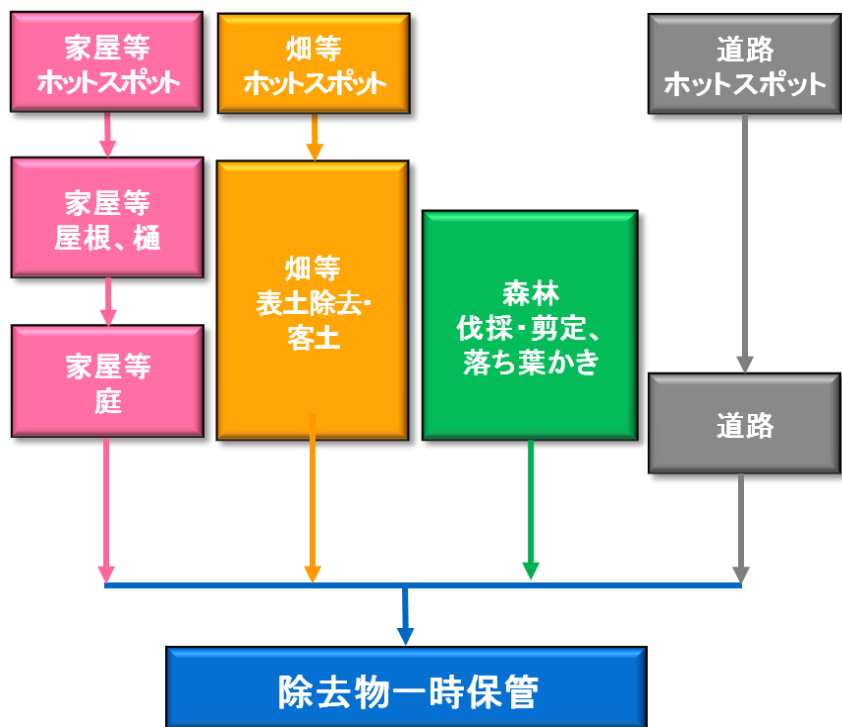 家屋等
ホットスポット
家屋等
屋根、樋
家屋等
庭
畑等
ホットスポット
畑等
表土除去・
客土
森林
伐採・剪定、
落ち葉かき
道路
ホットスポット
道路
除去物一時保管